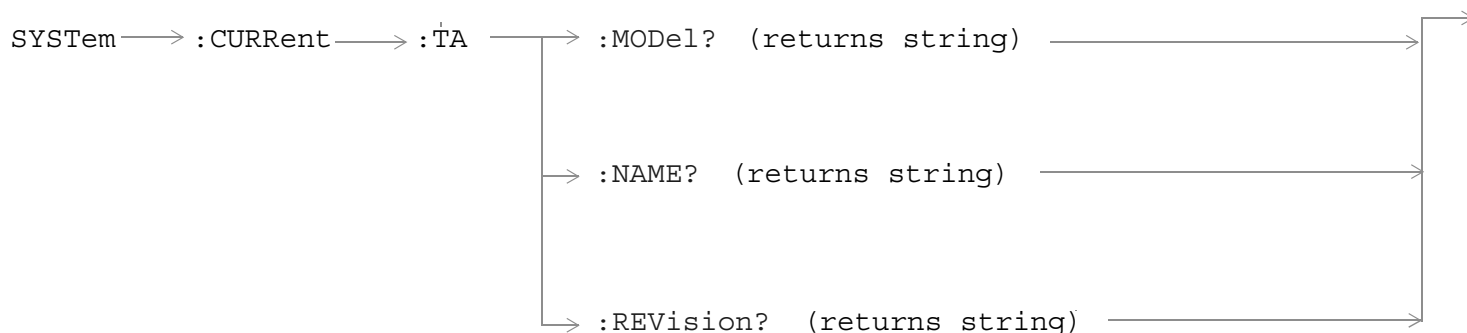 SYSTem :CURRent :TA :MODel? (returns string)
:NAME? (returns string)
:REVision? (returns string)